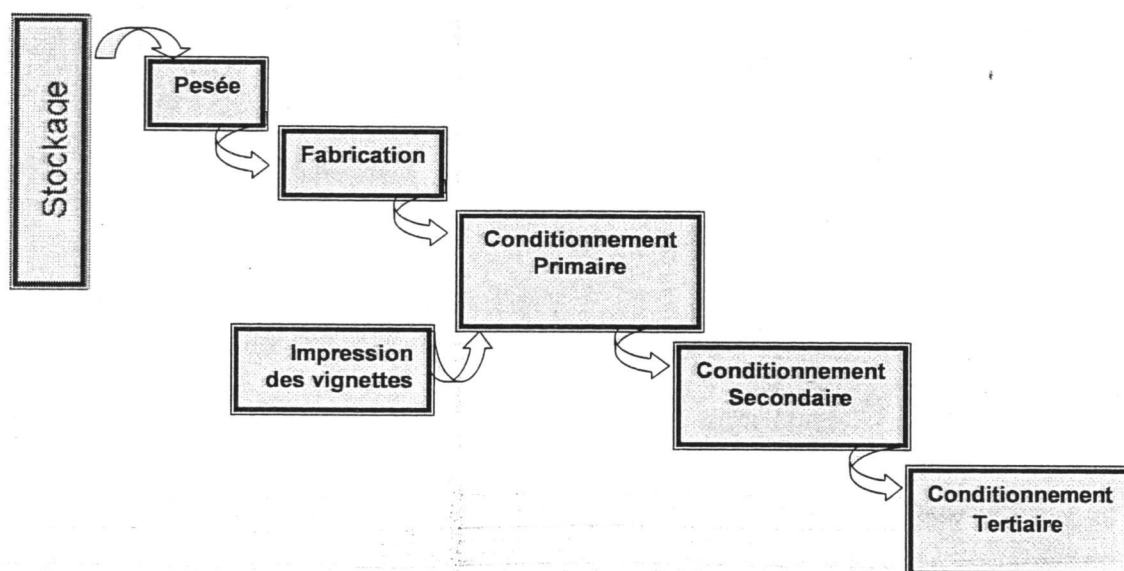 Stockage
Pesée
Fabrication
Conditionnement
Primaire
Impression
des vignettes
Conditionnement
Secondaire
Conditionnement
Tertiaire